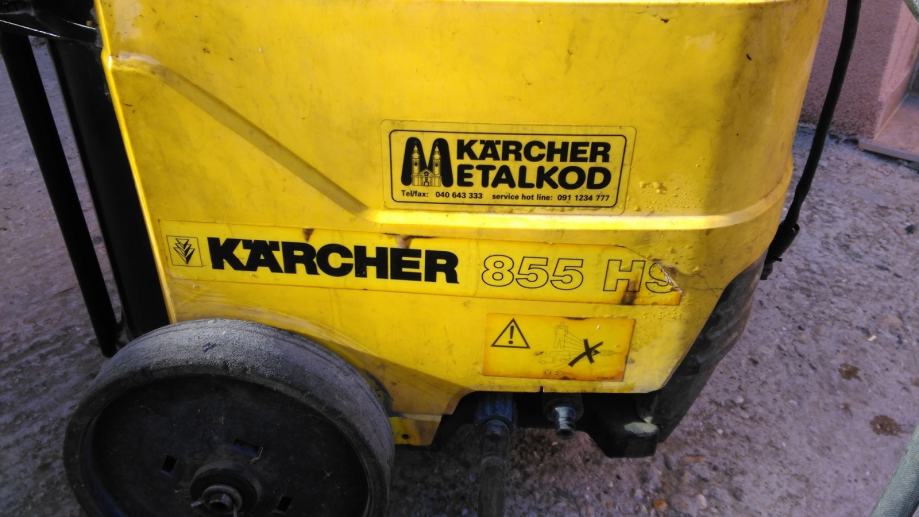 KÄRCHER
METALKOD
Tel/fax: 040 643 333 service hot line: 091 1234 777
KÄRCHER 855 HS